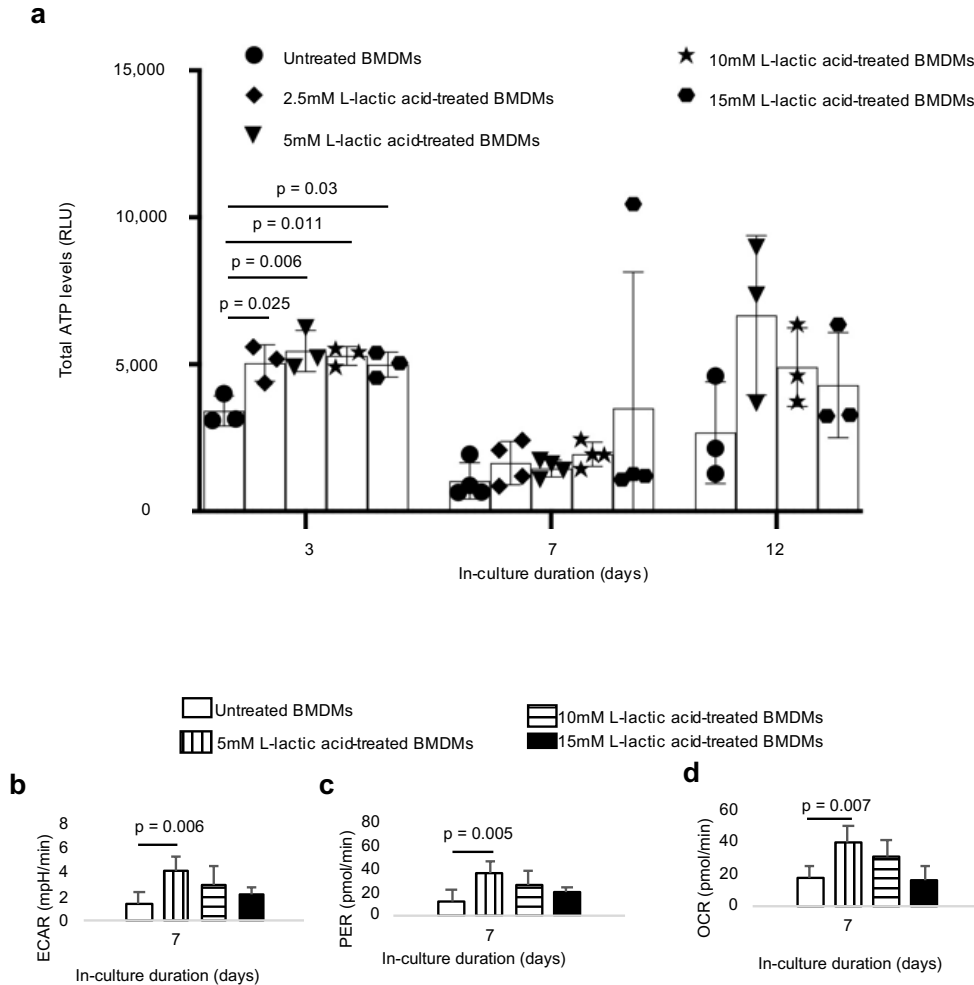 a
Untreated BMDMs
2.5mM L-lactic acid-treated BMDMs
5mM L-lactic acid-treated BMDMs
10mM L-lactic acid-treated BMDMs
15mM L-lactic acid-treated BMDMs
Total ATP levels (RLU)
15,000
10,000
5,000
0
p = 0.03
p = 0.011
p = 0.006
p = 0.025
3
7
12
In-culture duration (days)
Untreated BMDMs
5mM L-lactic acid-treated BMDMs
10mM L-lactic acid-treated BMDMs
15mM L-lactic acid-treated BMDMs
b
ECAR (mpH/min)
8
6
4
2
0
p = 0.006
7
In-culture duration (days)
c
PER (pmol/min)
80
60
40
20
0
p = 0.005
7
In-culture duration (days)
d
OCR (pmol/min)
60
40
20
0
p = 0.007
7
In-culture duration (days)